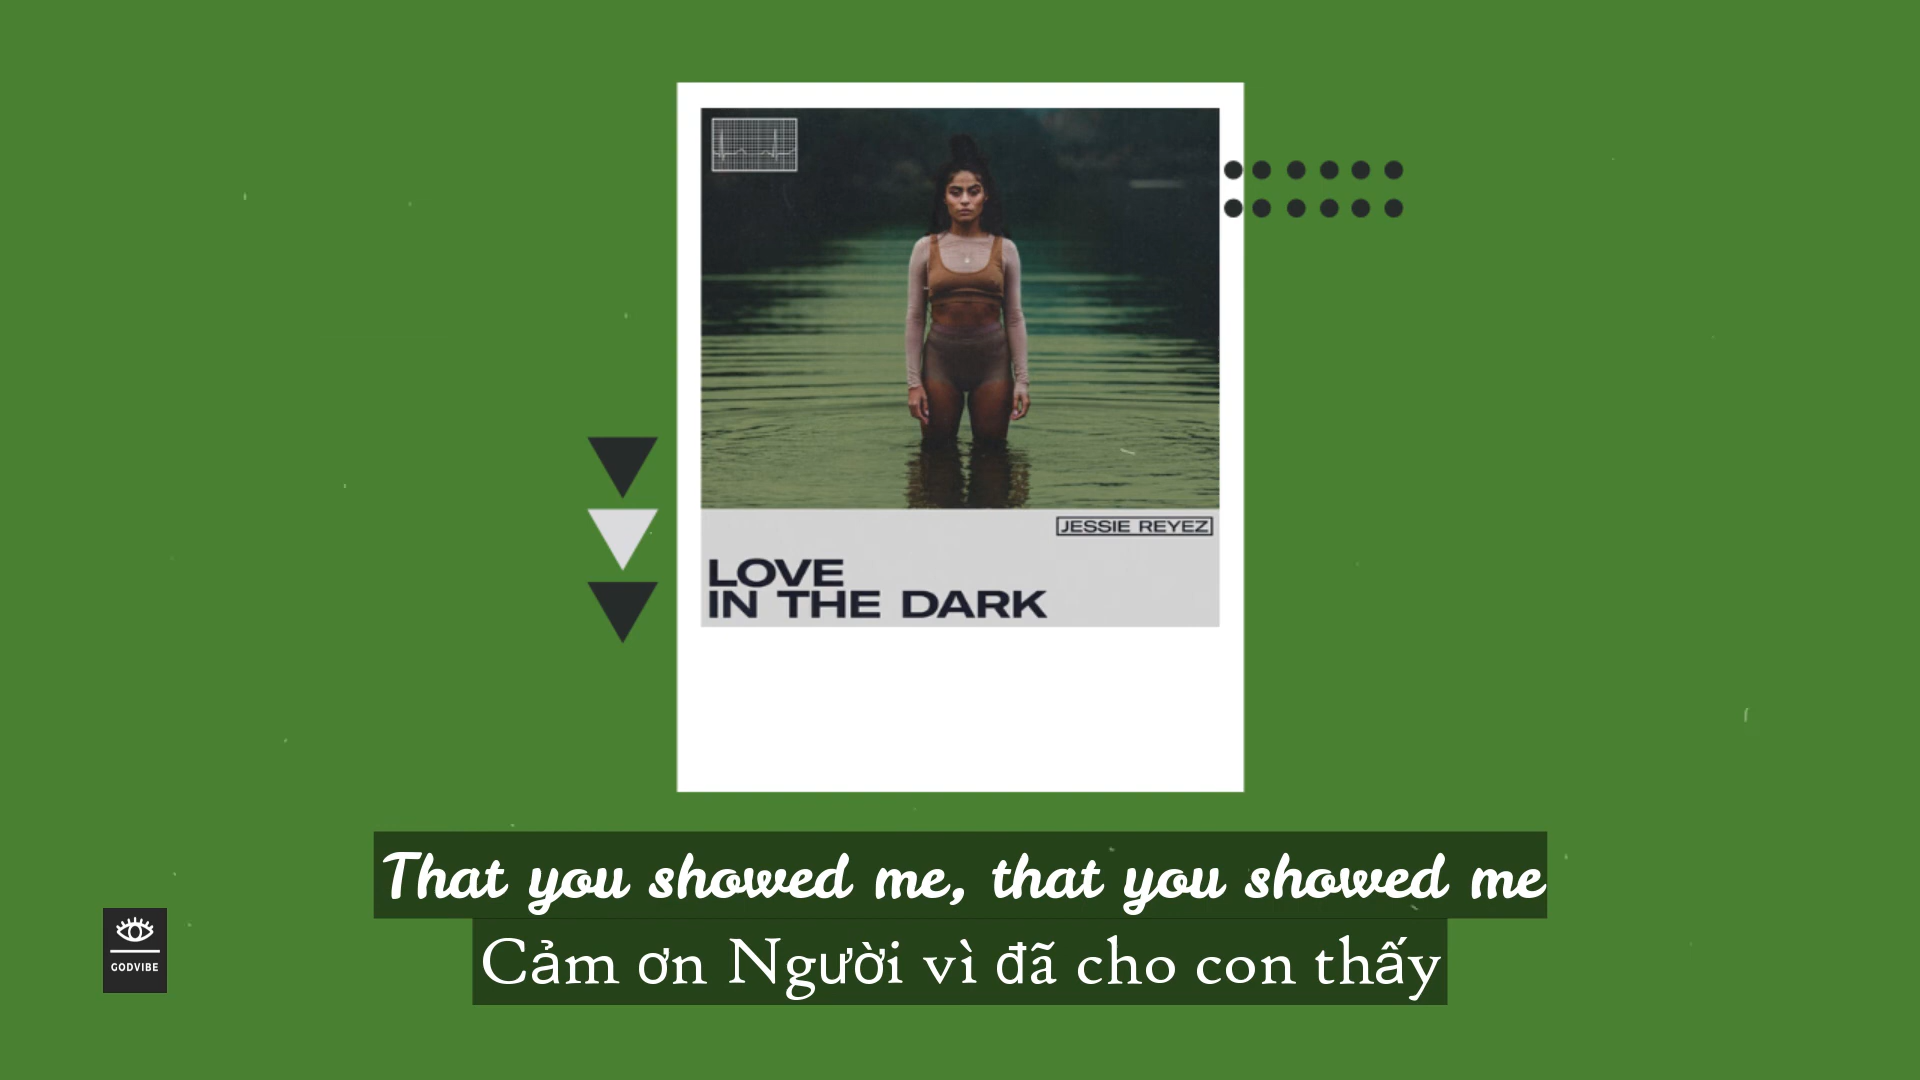 JESSIE REYEZ
LOVE
IN THE DARK
That you showed me, that you showed me
Cảm ơn Người vì đã cho con thấy
GODVIBE